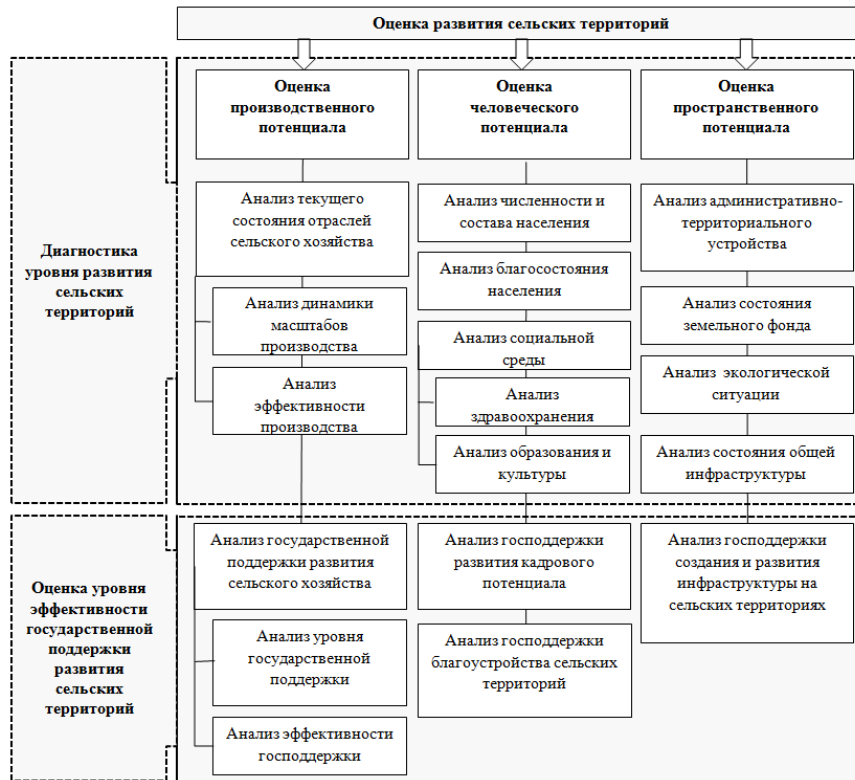 Оценка развития сельских территорий
Диагностика
уровня развития
сельских
территорий
Оценка
производственного
потенциала
Анализ текущего
состояния отраслей
сельского хозяйства
Анализ динамики
масштабов
производства
Анализ
эффективности
производства
Оценка
человеческого
потенциала
Анализ численности и
состава населения
Анализ благосостояния
населения
Анализ социальной
среды
Анализ
здравоохранения
Анализ образования и
культуры
Оценка
пространственного
потенциала
Анализ административно-
территориального
устройства
Анализ состояния
земельного фонда
Анализ экологической
ситуации
Анализ состояния общей
инфраструктуры
Оценка уровня
эффективности
государственной
поддержки
развития
сельских
территорий
Анализ государственной
поддержки развития
сельского хозяйства
Анализ уровня
государственной
поддержки
Анализ эффективности
господдержки
Анализ господдержки
развития кадрового
потенциала
Анализ господдержки
благоустройства сельских
территорий
Анализ господдержки
создания и развития
инфраструктуры на
сельских территориях